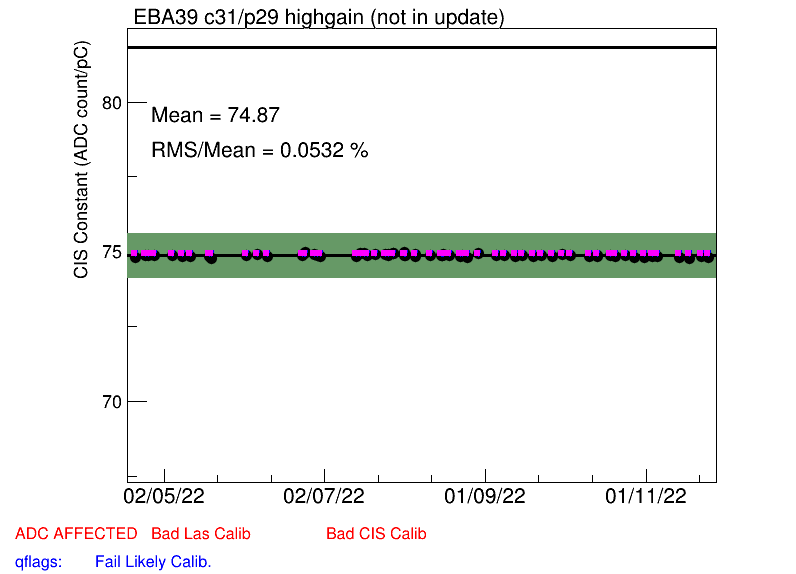 EBA39 c31/p29 highgain (not in update)
CIS Constant (ADC count/pC)
80
Mean = 74.87
RMS/Mean = 0.0532 %
75
70
02/05/22 02/07/22 01/09/22 01/11/22
ADC AFFECTED Bad Las Calib Bad CIS Calib
qflags: Fail Likely Calib.